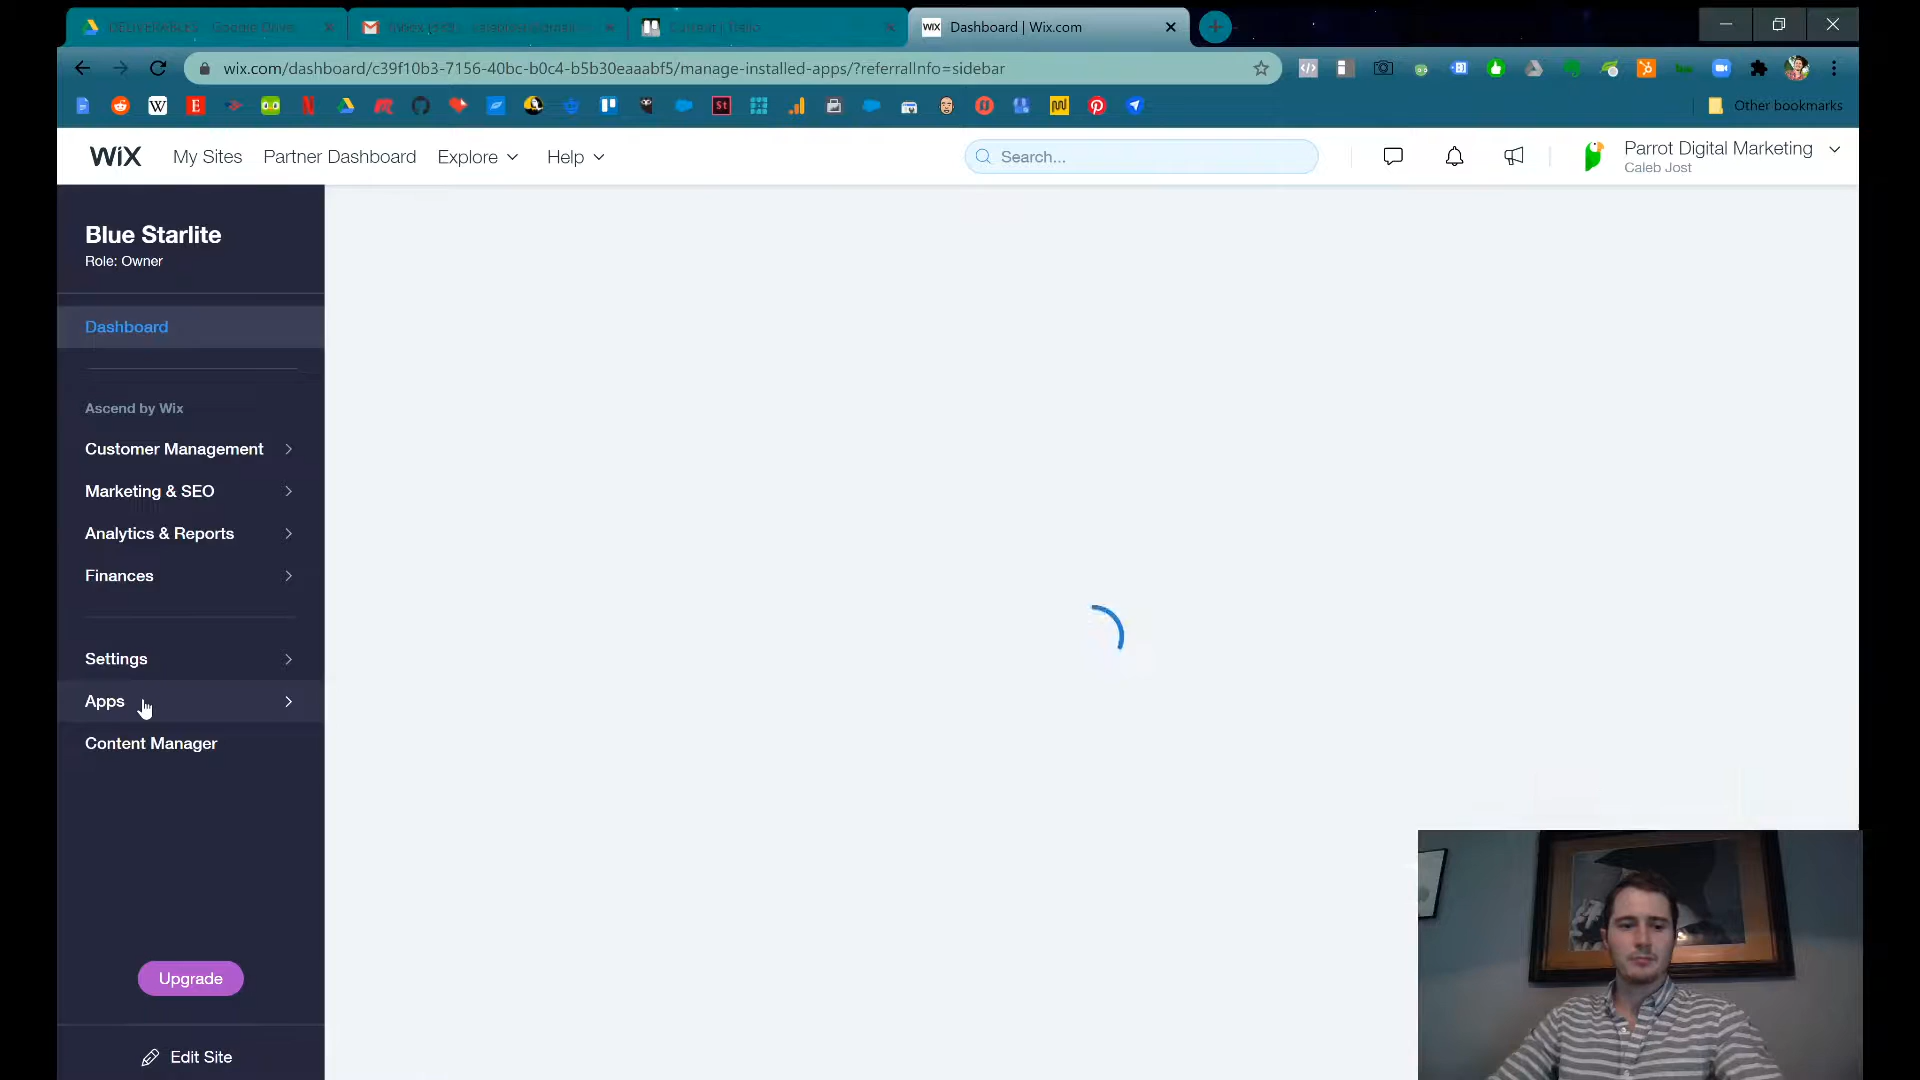 Dashboard | Wix.com
wix.com/dashboard/c39f10b3-7156-40bc-b0c4-b5b30eaaabf5/manage-installed-apps/?referralInfo=sidebar
Other bookmarks
WiX My Sites Partner Dashboard Explore Help Search... Parrot Digital Marketing
Caleb Jost
Blue Starlite
Role: Owner
Dashboard
Ascend by Wix
Customer Management
Marketing & SEO
Analytics & Reports
Finances
Settings
Apps
Content Manager
Upgrade
Edit Site